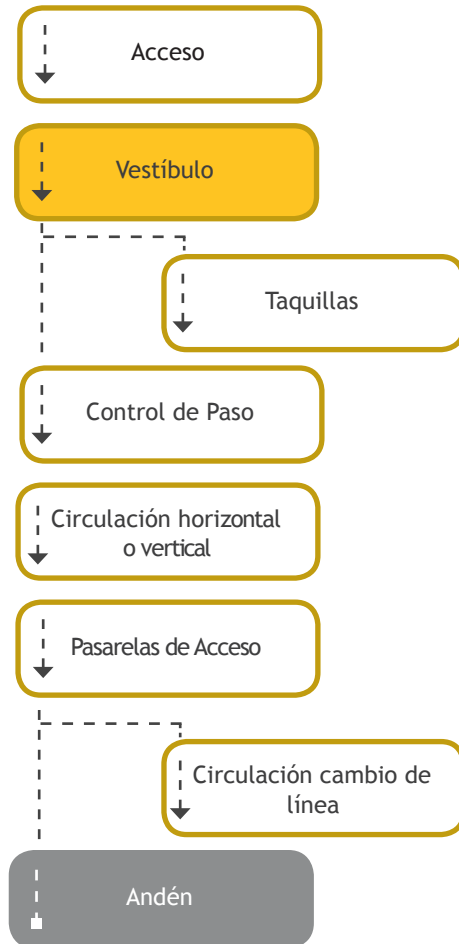 Acceso
Vestíbulo
Taquillas
Control de Paso
Circulación horizontal
o vertical
Pasarelas de Acceso
Circulación cambio de
línea
Andén